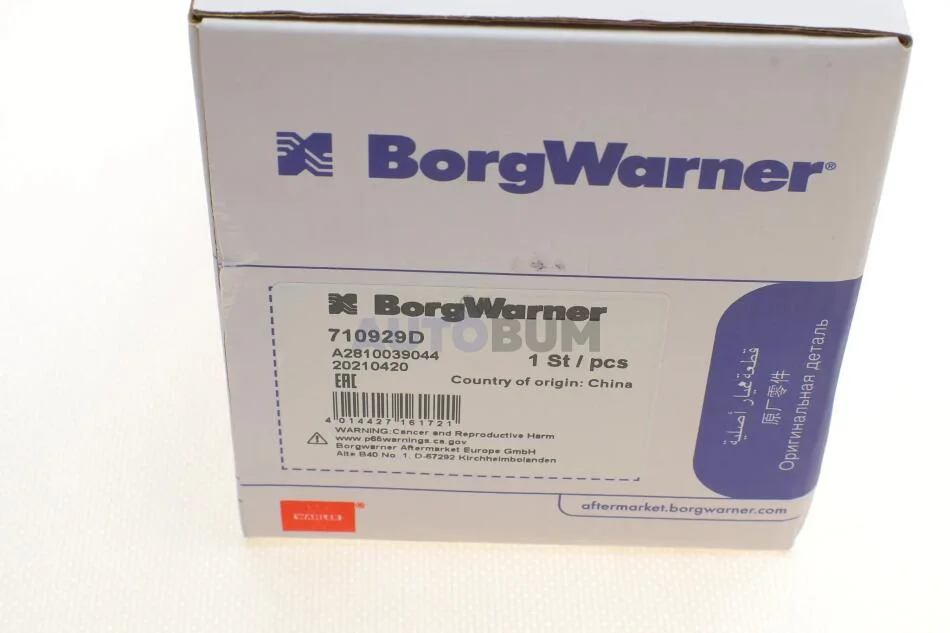 BorgWarner®
BorgWarner
AUTOBUM
710929D
A2810039044
20210420
1 St / pcs
EAC
Country of origin: China
4 014427 161721
WARNING:Cancer and Reproductive Harm
www.p65warnings.ca.gov
Borgwarner Aftermarket Europe GmbH
Alte B40 No. 1, D-67292 Kirchheimbolanden
قطعة غيار أصلية
原厂零件
Оригинальная деталь
WAHLER®
aftermarket.borgwarner.com